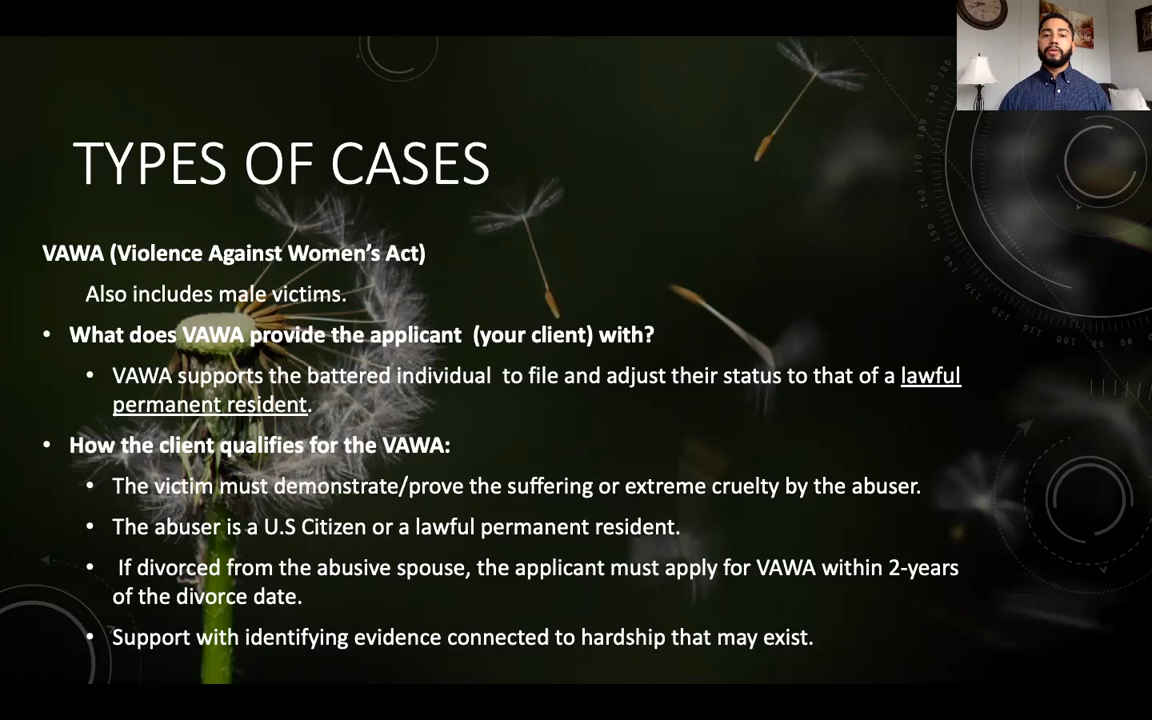 TYPES OF CASES
VAWA (Violence Against Women’s Act)
Also includes male victims.
• What does VAWA provide the applicant (your client) with?
• VAWA supports the battered individual to file and adjust their status to that of a lawful
permanent resident.
• How the client qualifies for the VAWA:
• The victim must demonstrate/prove the suffering or extreme cruelty by the abuser.
• The abuser is a U.S Citizen or a lawful permanent resident.
• If divorced from the abusive spouse, the applicant must apply for VAWA within 2-years
of the divorce date.
• Support with identifying evidence connected to hardship that may exist.